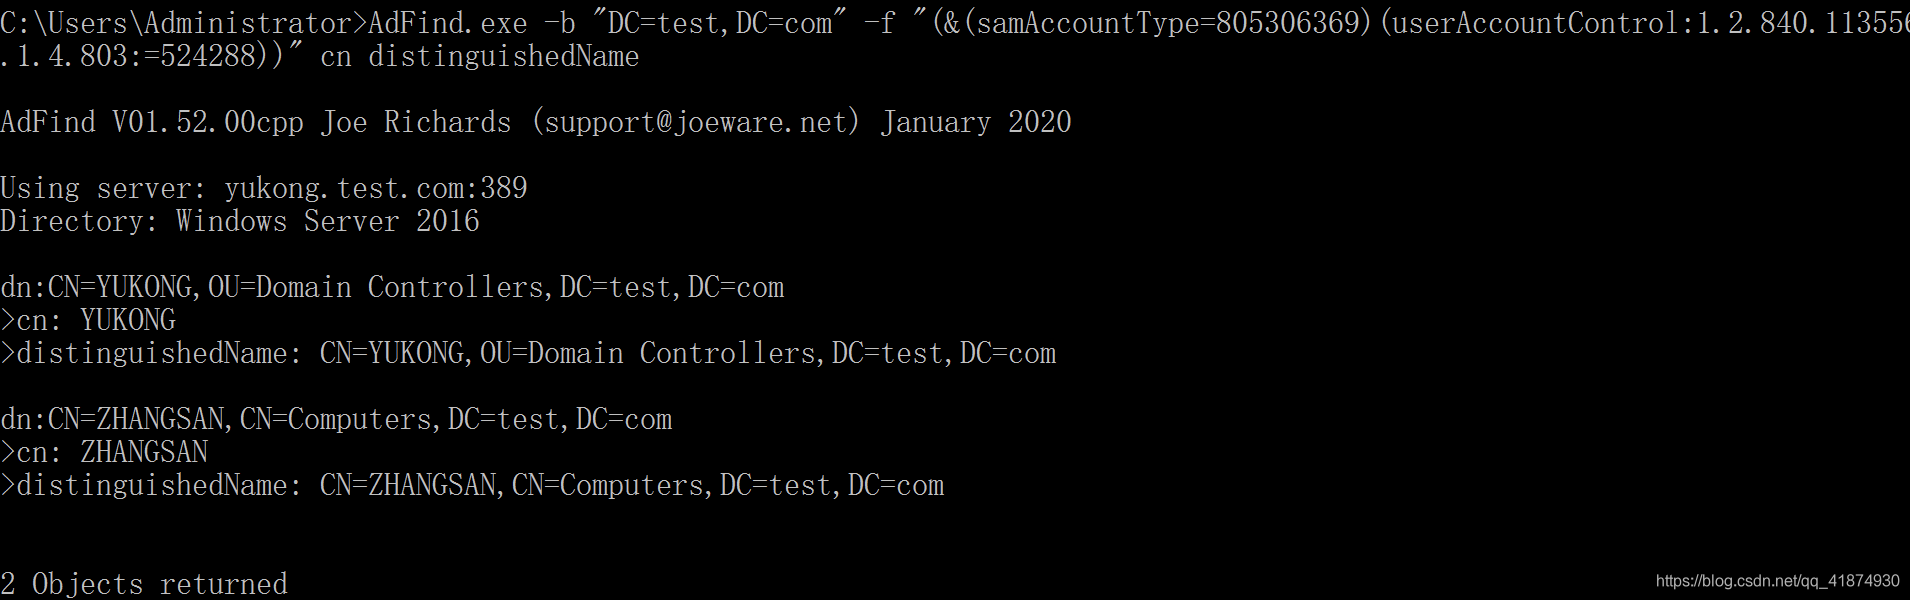 C:\Users\Administrator>AdFind.exe -b "DC=test,DC=com" -f "(&(samAccountType=805306369)(userAccountControl:1.2.840.113556
.1.4.803:=524288))" cn distinguishedName
AdFind V01.52.00cpp Joe Richards (support@joeware.net) January 2020
Using server: yukong.test.com:389
Directory: Windows Server 2016
dn:CN=YUKONG,OU=Domain Controllers,DC=test,DC=com
>cn: YUKONG
>distinguishedName: CN=YUKONG,OU=Domain Controllers,DC=test,DC=com
dn:CN=ZHANGSAN,CN=Computers,DC=test,DC=com
>cn: ZHANGSAN
>distinguishedName: CN=ZHANGSAN,CN=Computers,DC=test,DC=com
2 Objects returned
https://blog.csdn.net/qq_41874930